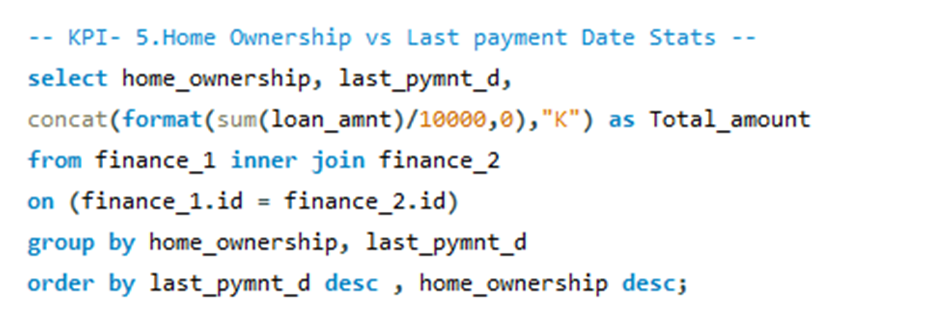 -- KPI- 5.Home Ownership vs Last payment Date Stats --
select home_ownership, last_pymnt_d,
concat(format(sum(loan_amnt)/10000,0),"K") as Total_amount
from finance_1 inner join finance_2
on (finance_1.id = finance_2.id)
group by home_ownership, last_pymnt_d
order by last_pymnt_d desc , home_ownership desc;